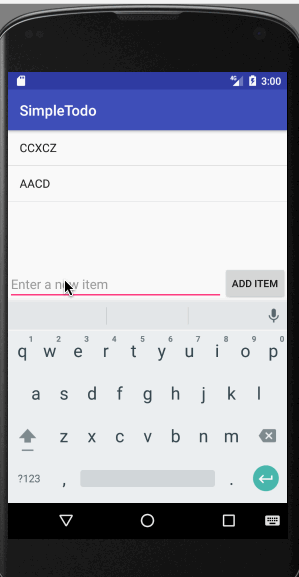 4G 3:00
SimpleTodo
CCXCZ
AACD
Enter a new item ADD ITEM
1 2 3 4 5 6 7 8 9 0
q w e r t y u i o p
a s d f g h j k l
z x c v b n m
?123 , .